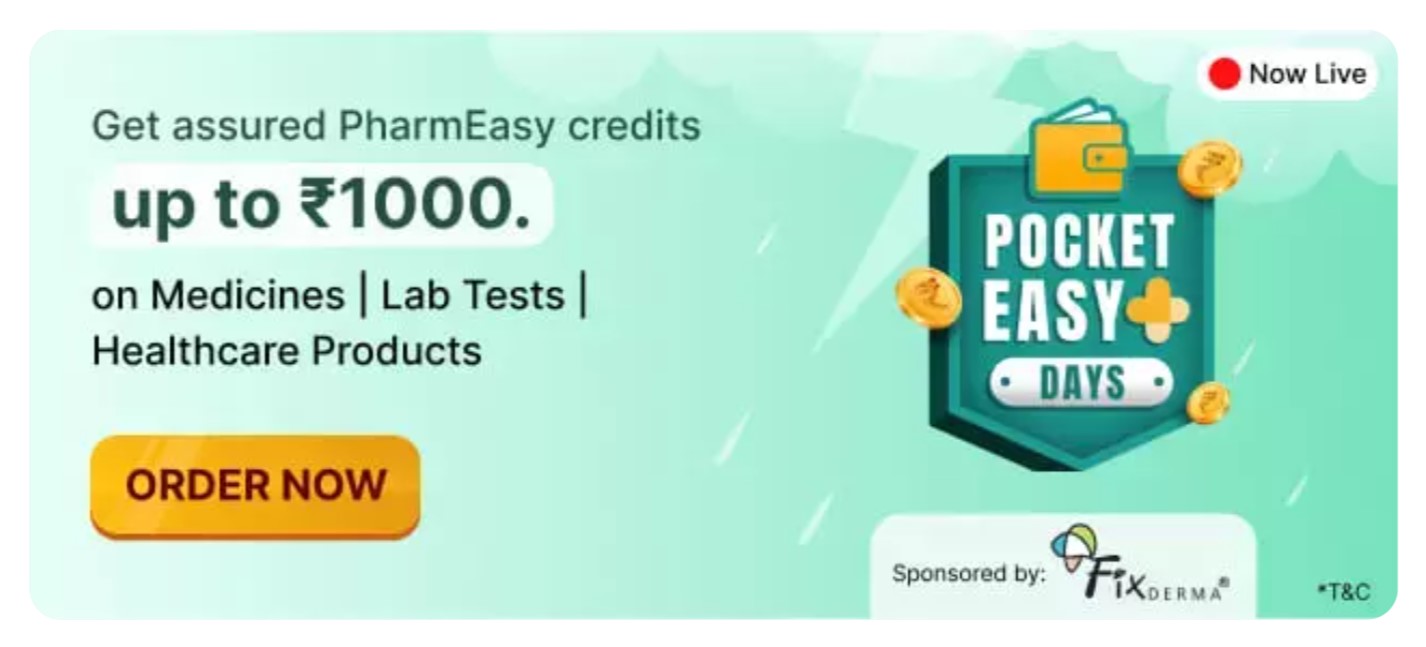 Now Live
Get assured PharmEasy credits
up to ₹1000.
on Medicines | Lab Tests |
Healthcare Products
ORDER NOW
POCKET
EASY
DAYS
Sponsored by:
FixDERMA®
*T&C